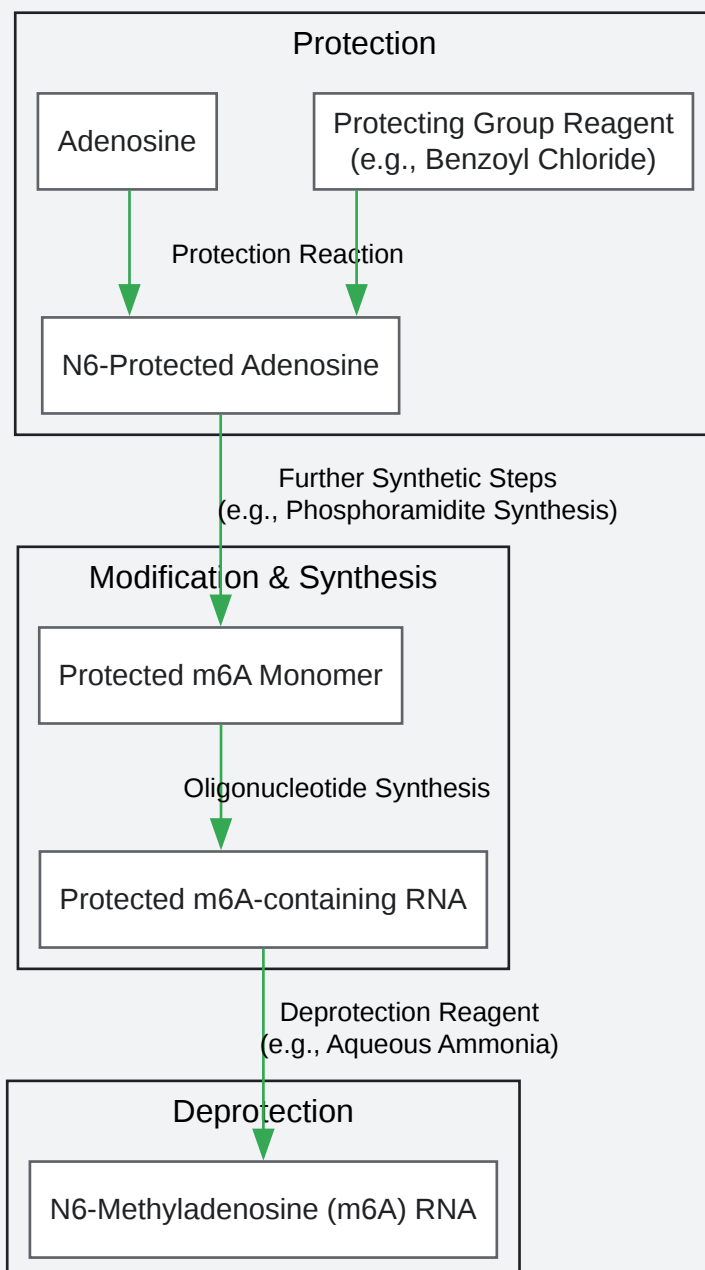 Protection
Adenosine
Protecting Group Reagent
(e.g., Benzoyl Chloride)
Protection Reaction
N6-Protected Adenosine
Further Synthetic Steps
(e.g., Phosphoramidite Synthesis)
Modification & Synthesis
Protected m6A Monomer
Oligonucleotide Synthesis
Protected m6A-containing RNA
Deprotection Reagent
(e.g., Aqueous Ammonia)
Deprotection
N6-Methyladenosine (m6A) RNA